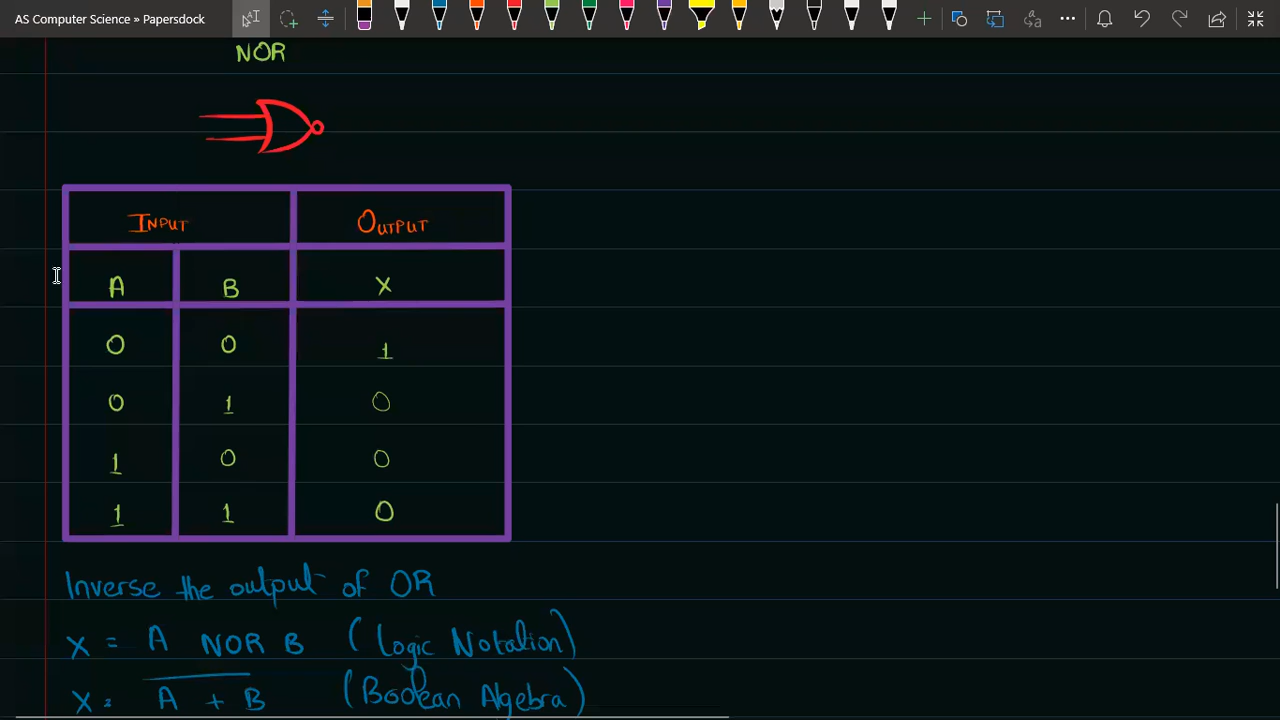 AS Computer Science » Papersdock
NOR
INPUT OUTPUT
A B X
0 0 1
0 1 0
1 0 0
1 1 0
Inverse the output of OR
X = A NOR B (Logic Notation)
X = A + B (Boolean Algebra)